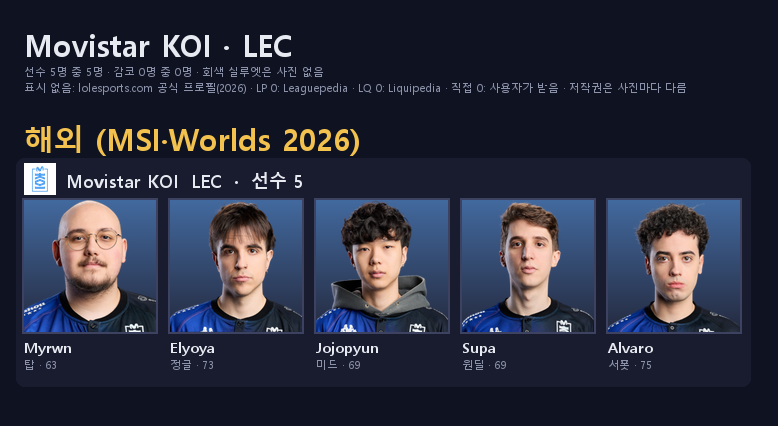 Movistar KOI · LEC
선수 5명 중 5명 · 감코 0명 중 0명 · 회색 실루엣은 사진 없음
표시 없음: lolesports.com 공식 프로필(2026) · LP 0: Leaguepedia · LQ 0: Liquipedia · 직접 0: 사용자가 받음 · 저작권은 사진마다 다름
해외 (MSI·Worlds 2026)
Movistar KOI LEC · 선수 5
Myrwn
탑 · 63
Elyoya
정글 · 73
Jojopyun
미드 · 69
Supa
원딜 · 69
Alvaro
서폿 · 75